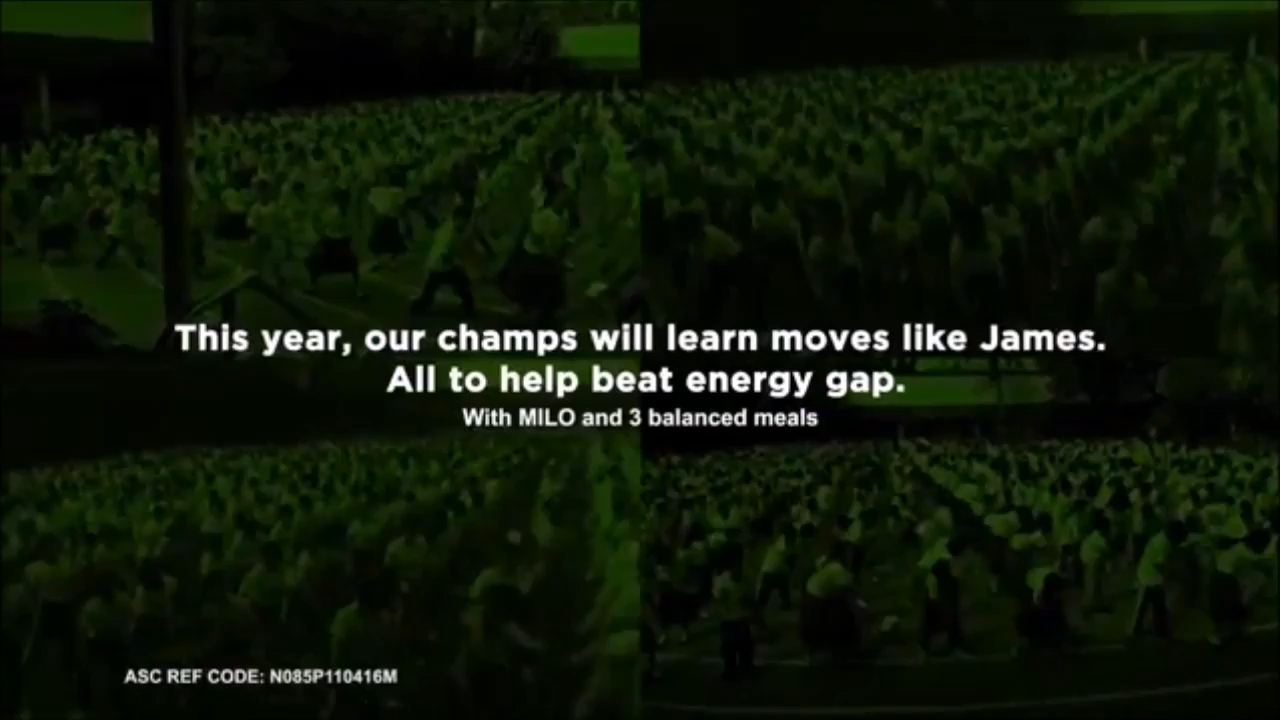 This year, our champs will learn moves like James.
All to help beat energy gap.
With MILO and 3 balanced meals
ASC REF CODE: N085P110416M